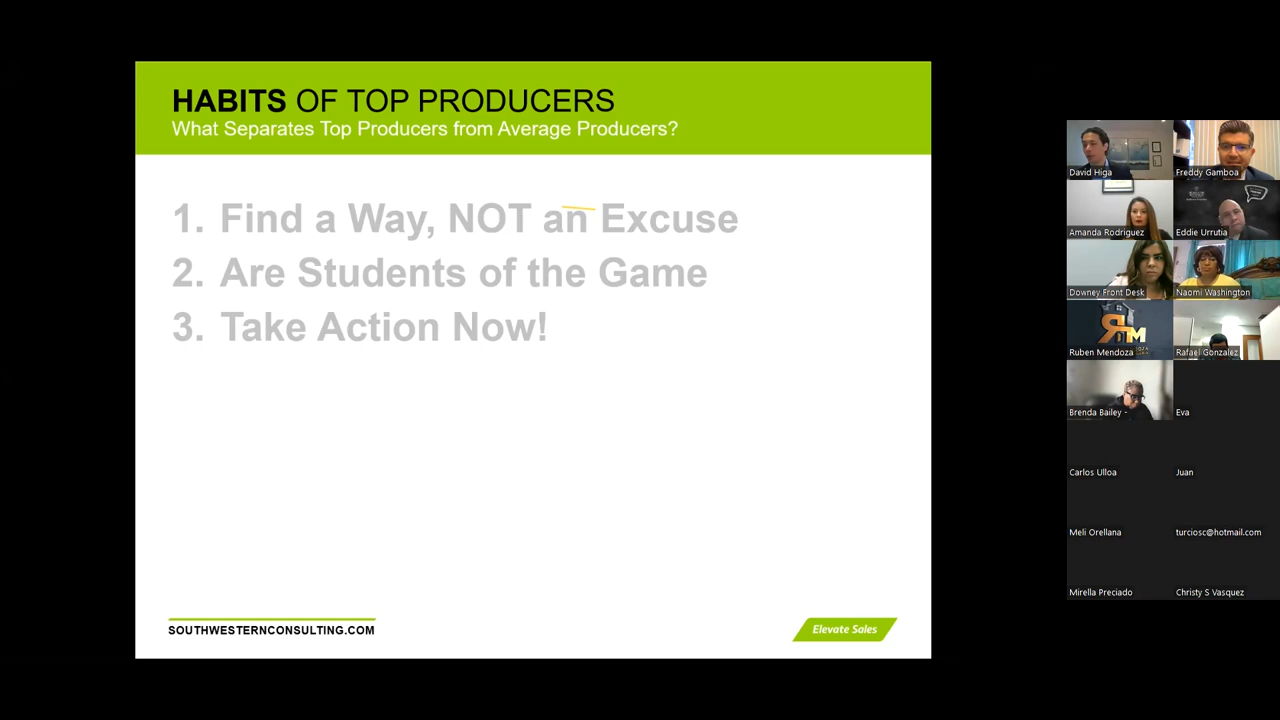 HABITS OF TOP PRODUCERS
What Separates Top Producers from Average Producers?
1. Find a Way, NOT an Excuse
2. Are Students of the Game
3. Take Action Now!
SOUTHWESTERNCONSULTING.COM
Elevate Sales
David Higa
Freddy Gamboa
Amanda Rodriguez
Eddie Urrutia
Downey Front Desk
Naomi Washington
Ruben Mendoza
Rafael Gonzalez
Brenda Bailey -
Eva
Carlos Ulloa
Juan
Meli Orellana
turciosc@hotmail.com
Mirella Preciado
Christy S Vasquez